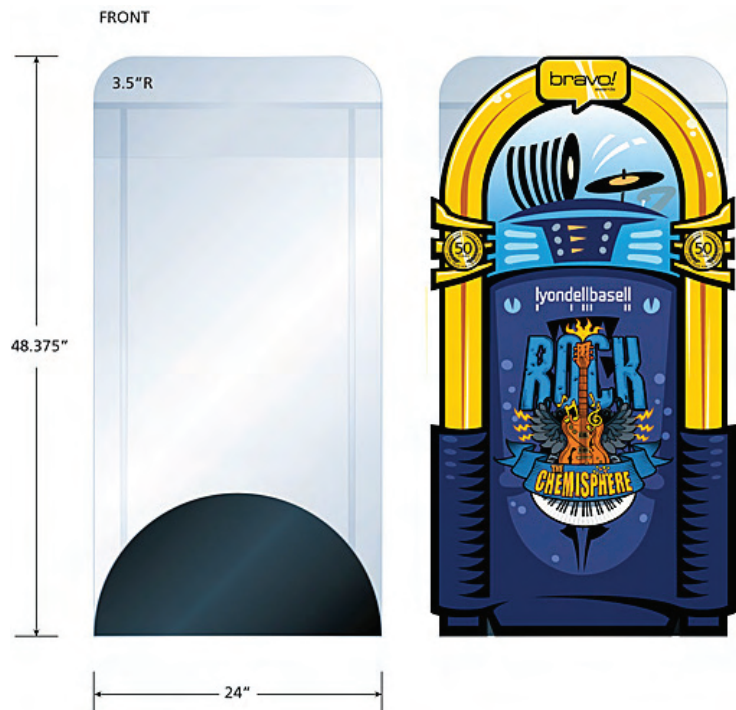 FRONT
3.5"R
48.375"
24"
bravo!
50
50
lyondellbasell
ROCK
THE
CHEMISPHERE